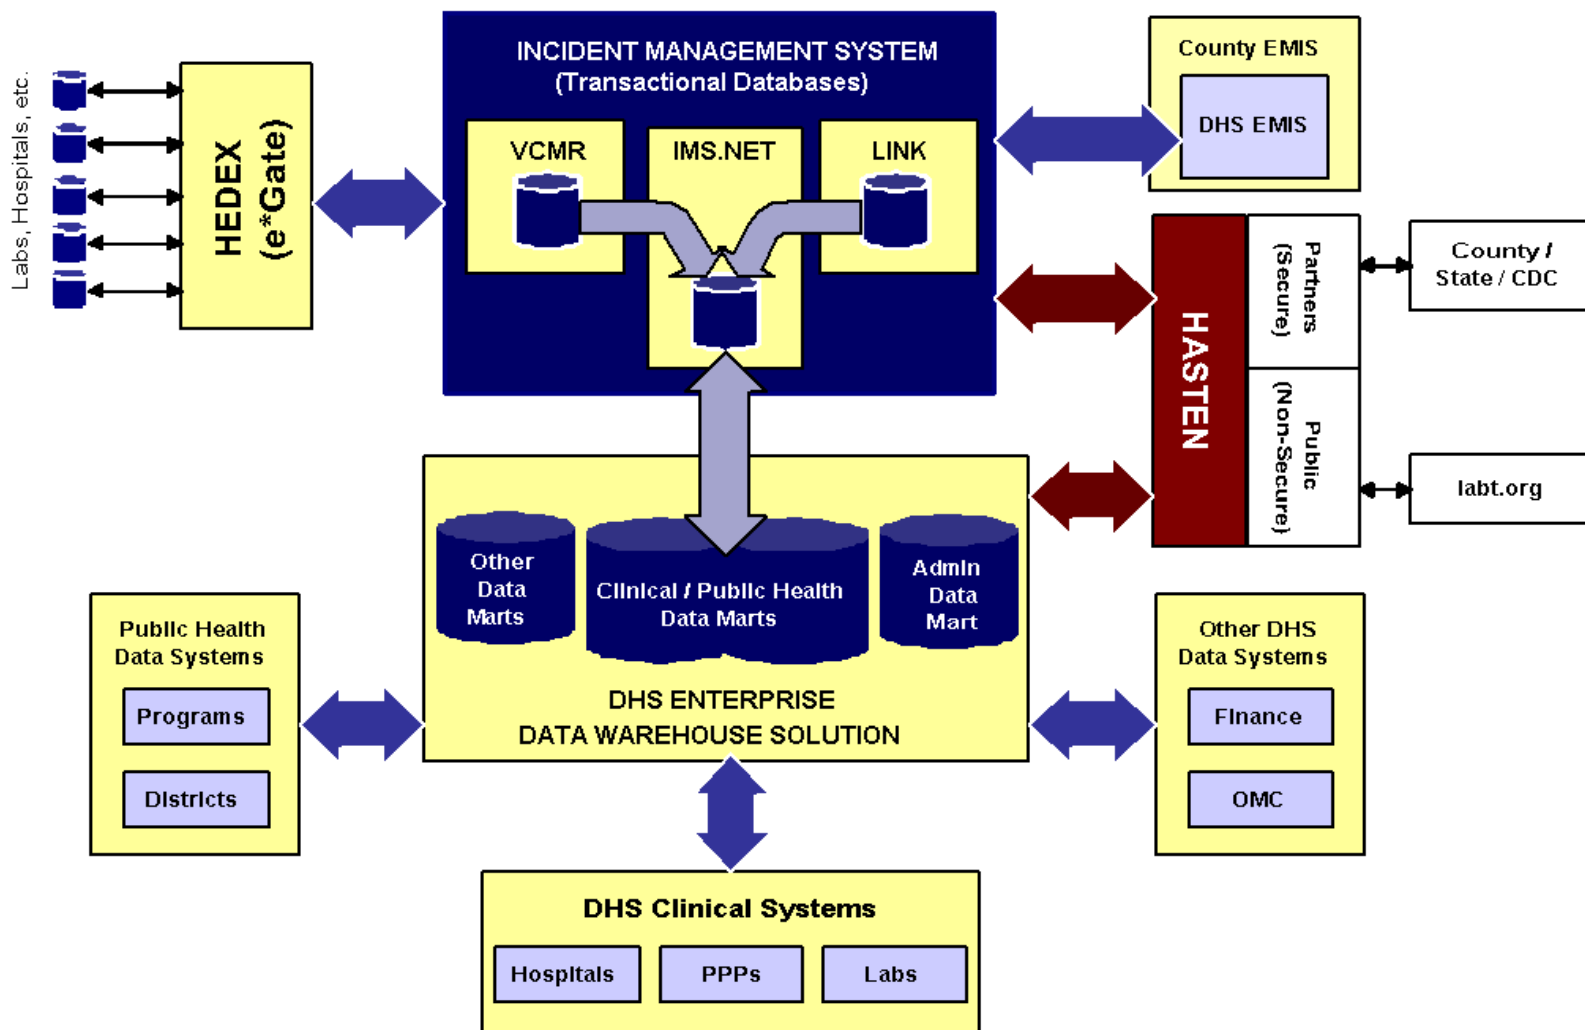 Labs, Hospitals, etc.
HEDEX
(e*Gate)
INCIDENT MANAGEMENT SYSTEM
(Transactional Databases)
VCMR
IMS.NET
LINK
County EMIS
DHS EMIS
HASTEN
Partners
(Secure)
Public
(Non-Secure)
County /
State / CDC
labt.org
Other
Data
Marts
Clinical / Public Health
Data Marts
Admin
Data
Mart
DHS ENTERPRISE
DATA WAREHOUSE SOLUTION
Public Health
Data Systems
Programs
Districts
Other DHS
Data Systems
Finance
OMC
DHS Clinical Systems
Hospitals
PPPs
Labs